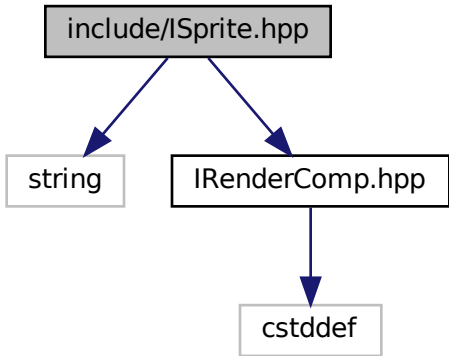 include/ISprite.hpp
string
IRenderComp.hpp
cstddef